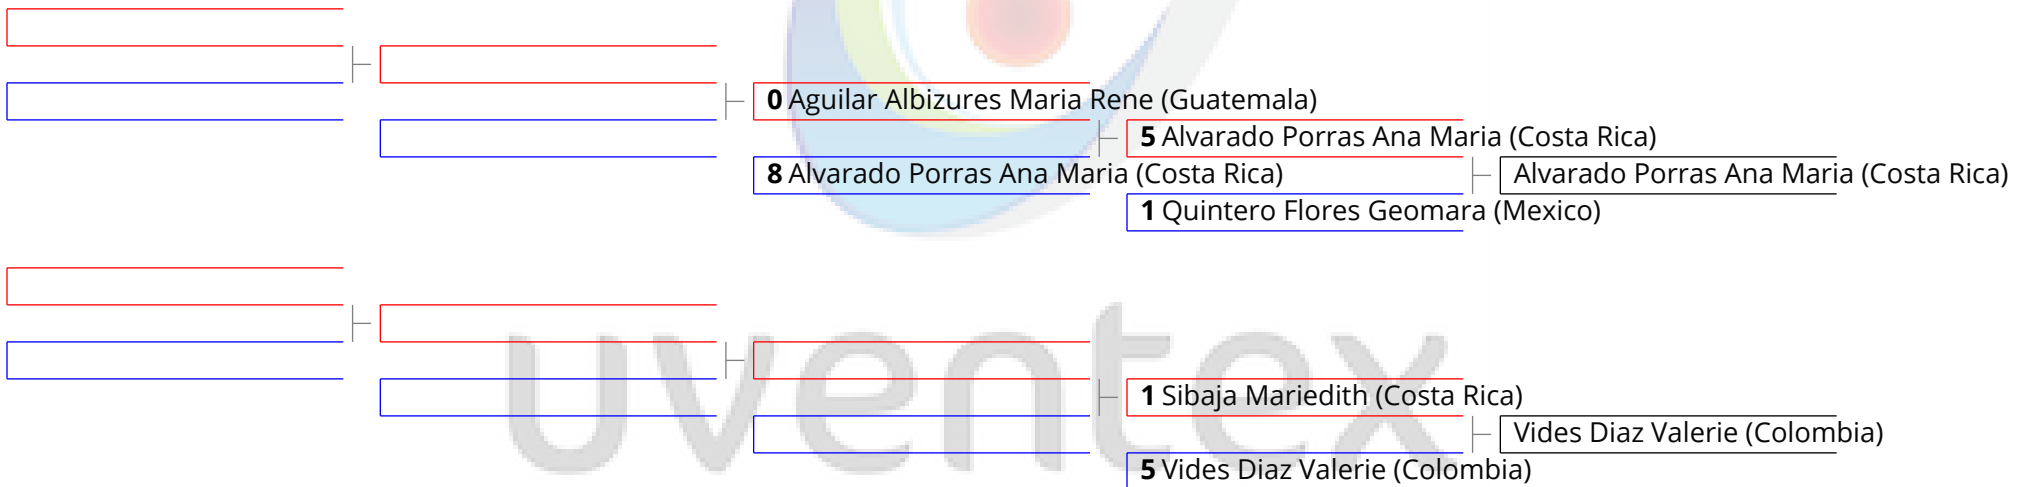 0 Aguilar Albizures Maria Rene (Guatemala)
5 Alvarado Porras Ana Maria (Costa Rica)
8 Alvarado Porras Ana Maria (Costa Rica)
Alvarado Porras Ana Maria (Costa Rica)
1 Quintero Flores Geomara (Mexico)
uventex
1 Sibaja Mariedith (Costa Rica)
Vides Diaz Valerie (Colombia)
5 Vides Diaz Valerie (Colombia)